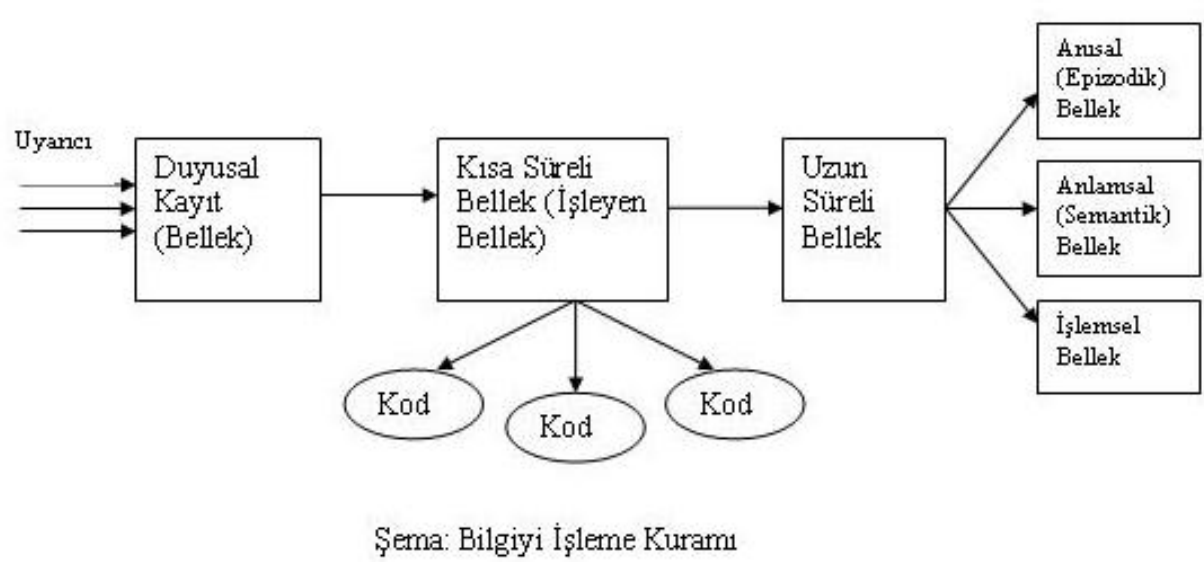 Uyarıcı
Duyusal
Kayıt
(Bellek)
Kısa Süreli
Bellek (İşleyen
Bellek)
Uzun
Süreli
Bellek
Anısal
(Epizodik)
Bellek
Anlamsal
(Semantik)
Bellek
İşlemsel
Bellek
Kod
Kod
Kod
Şema: Bilgiyi İşleme Kuramı